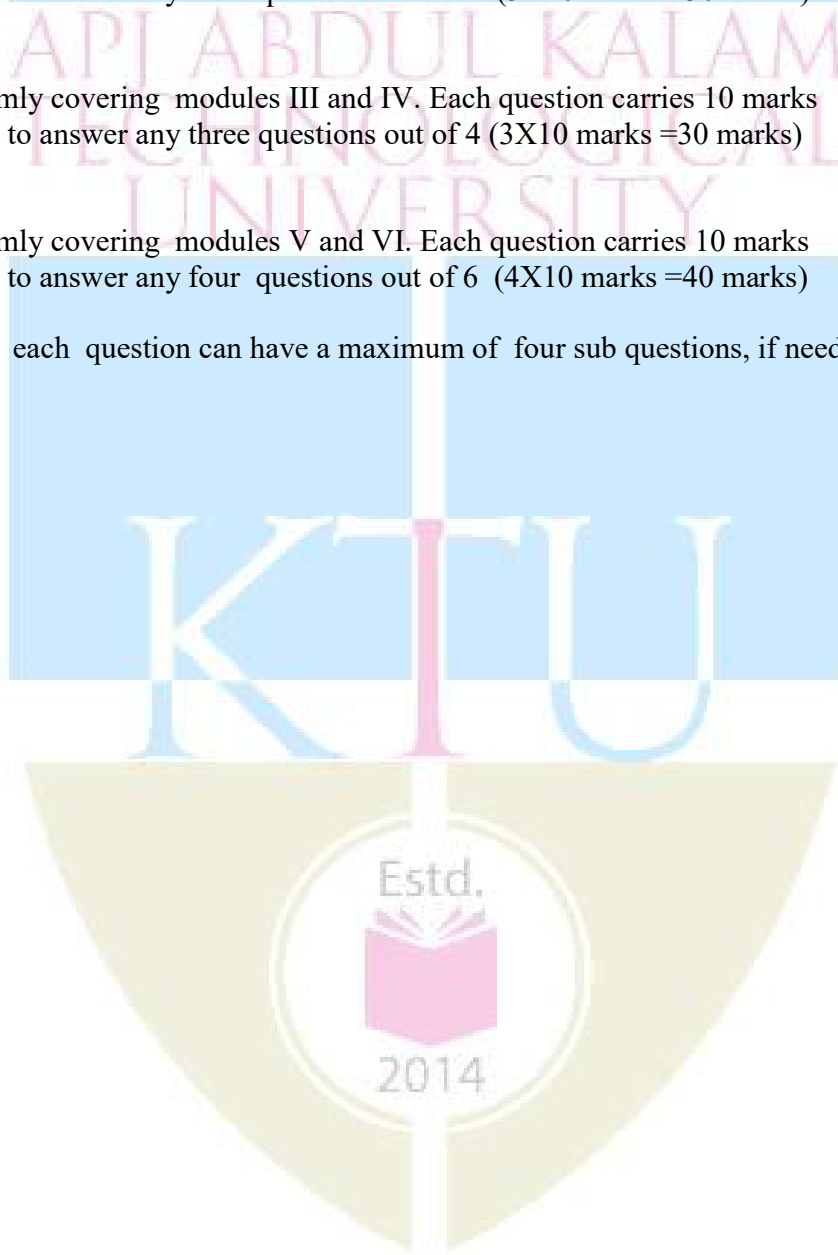 APJ ABDUL KALAM
TECHNOLOGICAL
UNIVERSITY
mly covering modules III and IV. Each question carries 10 marks
to answer any three questions out of 4 (3X10 marks =30 marks)
mly covering modules V and VI. Each question carries 10 marks
to answer any four questions out of 6 (4X10 marks =40 marks)
each question can have a maximum of four sub questions, if need
KTU
Estd.
2014